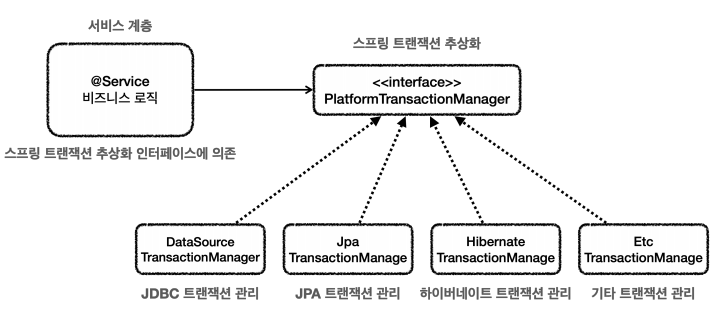 서비스 계층
스프링 트랜잭션 추상화
@Service
비즈니스 로직
<<interface>>
PlatformTransactionManager
스프링 트랜잭션 추상화 인터페이스에 의존
DataSource
TransactionManager
Jpa
TransactionManage
Hibernate
TransactionManage
Etc
TransactionManage
JDBC 트랜잭션 관리
JPA 트랜잭션 관리
하이버네이트 트랜잭션 관리
기타 트랜잭션 관리